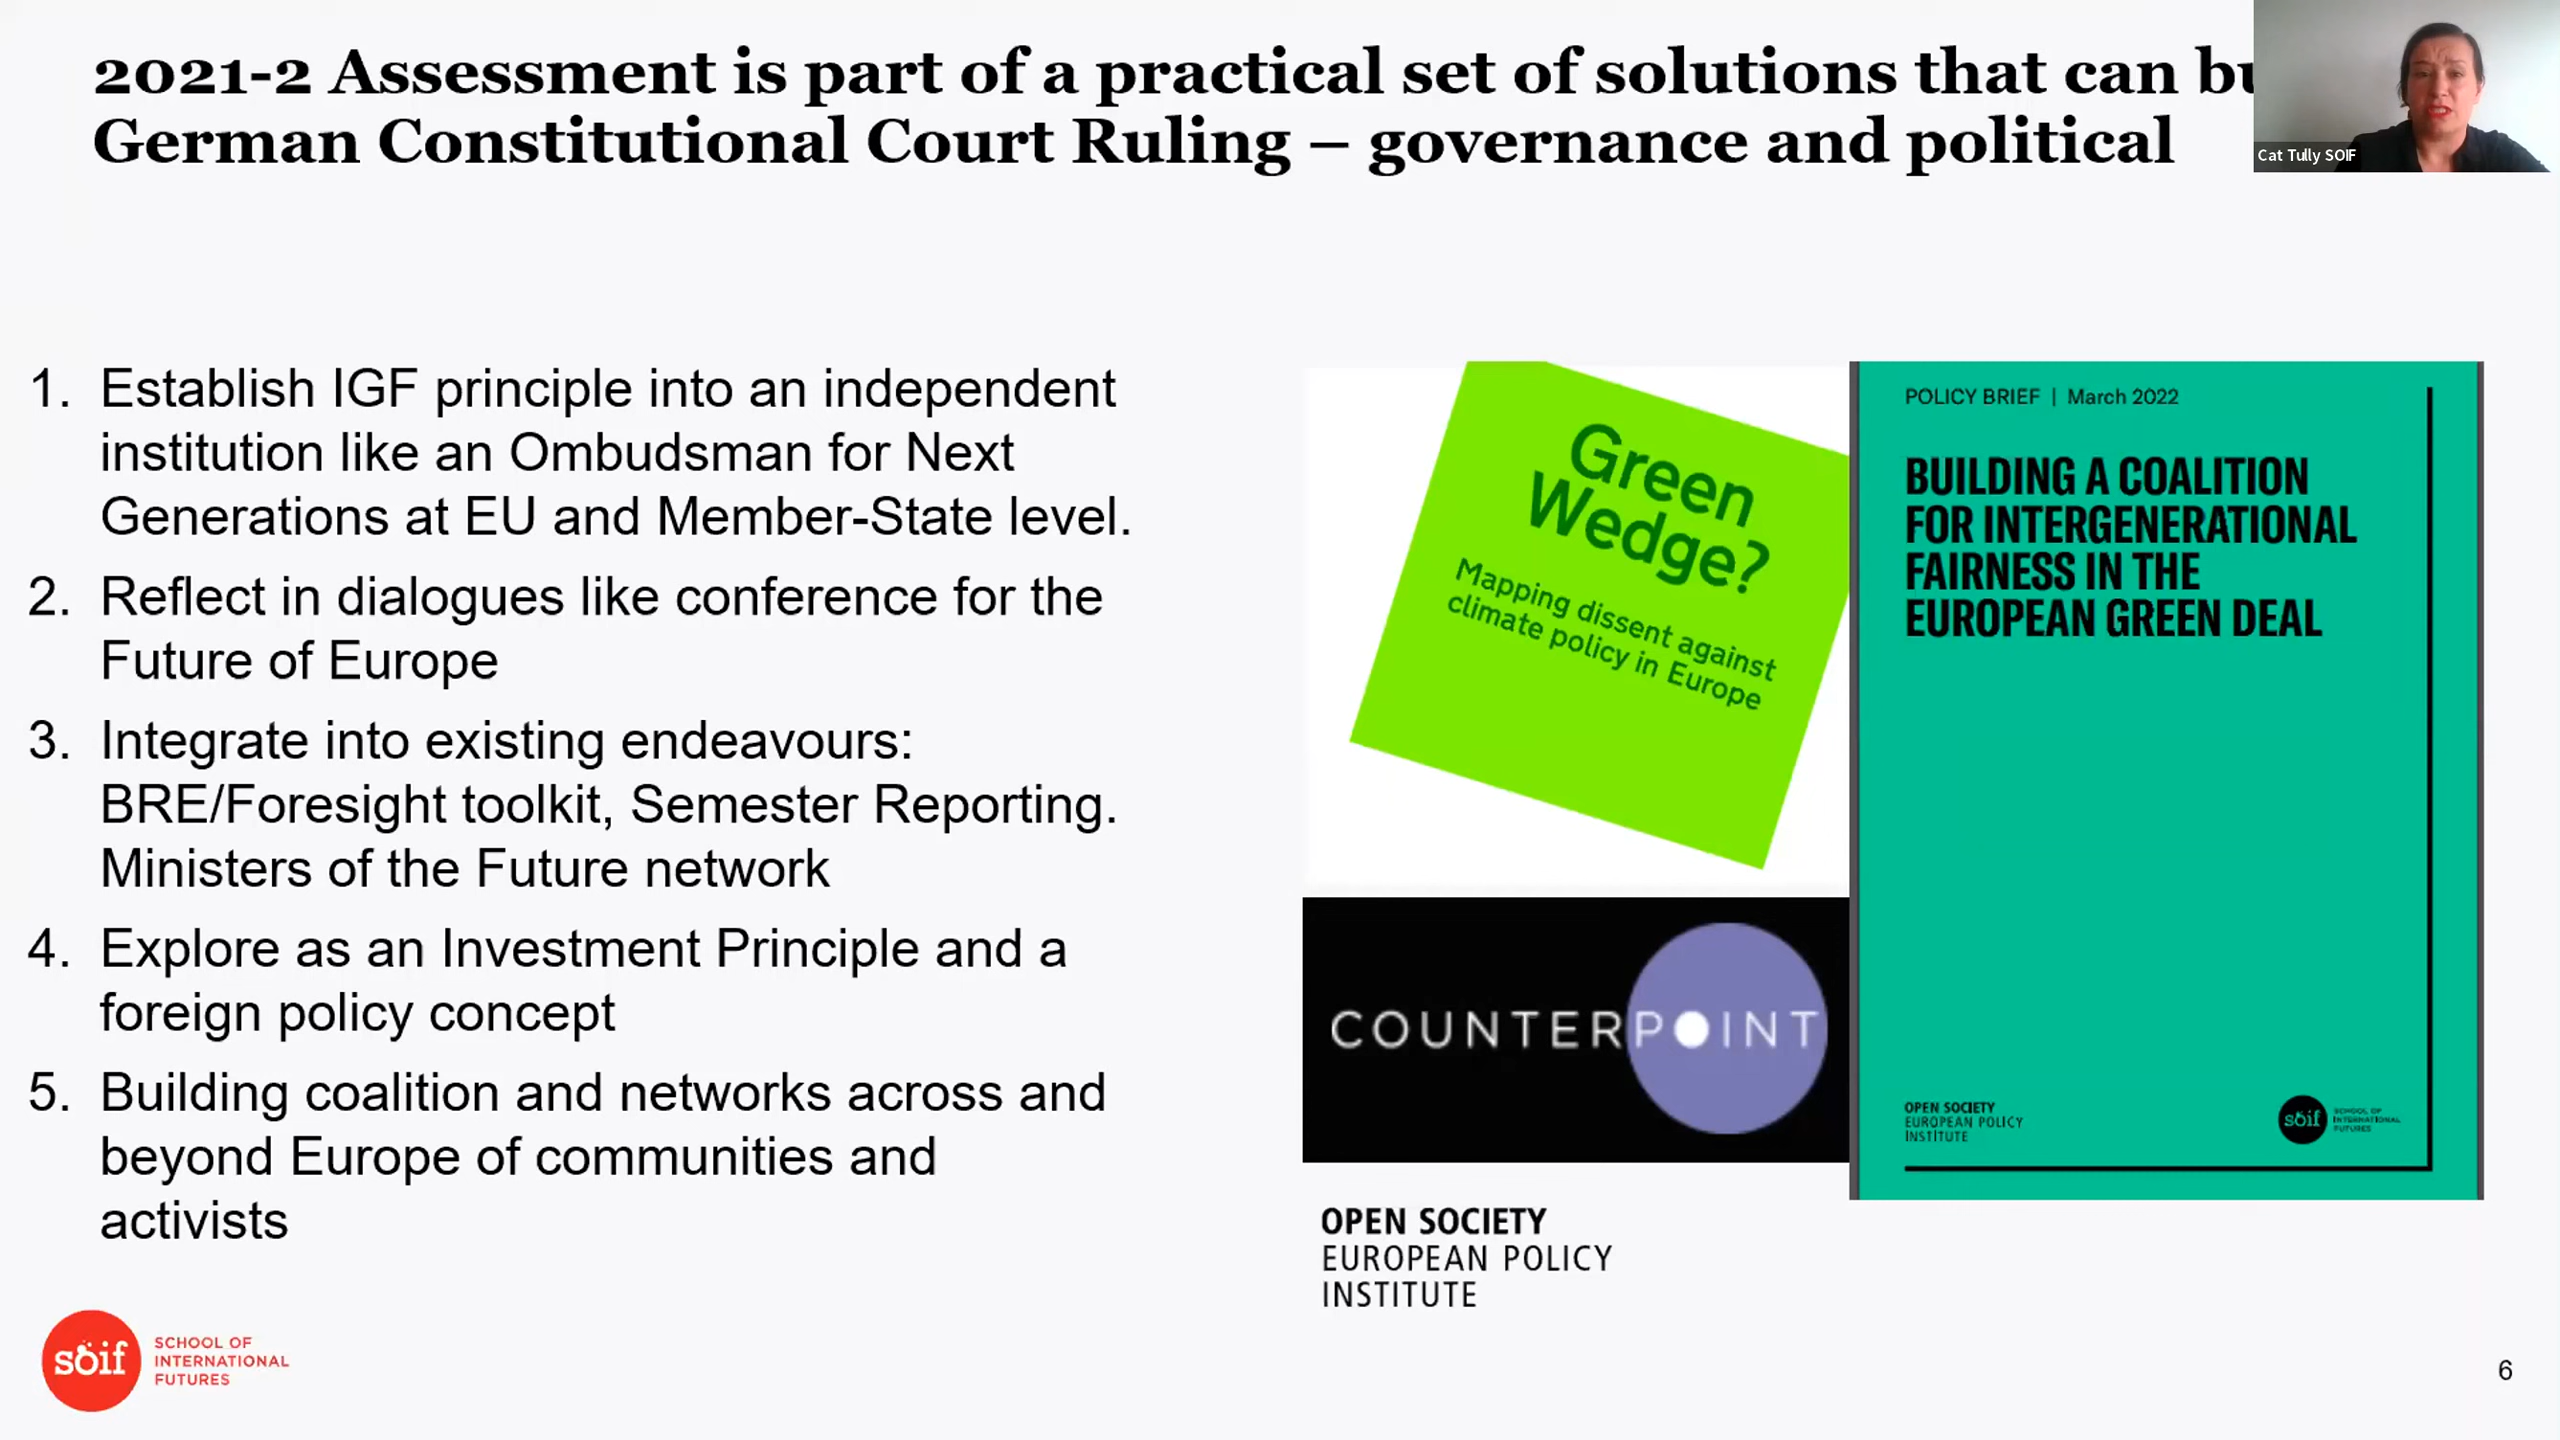 2021-2 Assessment is part of a practical set of solutions that can
German Constitutional Court Ruling – governance and political
Cat Tully SOIF
1. Establish IGF principle into an independent
institution like an Ombudsman for Next
Generations at EU and Member-State level.
2. Reflect in dialogues like conference for the
Future of Europe
3. Integrate into existing endeavours:
BRE/Foresight toolkit, Semester Reporting.
Ministers of the Future network
4. Explore as an Investment Principle and a
foreign policy concept
5. Building coalition and networks across and
beyond Europe of communities and
activists
Green
Wedge?
Mapping dissent against
climate policy in Europe
COUNTERPOINT
OPEN SOCIETY
EUROPEAN POLICY
INSTITUTE
POLICY BRIEF | March 2022
BUILDING A COALITION
FOR INTERGENERATIONAL
FAIRNESS IN THE
EUROPEAN GREEN DEAL
OPEN SOCIETY
EUROPEAN POLICY
INSTITUTE
soif
SCHOOL OF
INTERNATIONAL
FUTURES
soif
SCHOOL OF
INTERNATIONAL
FUTURES
6